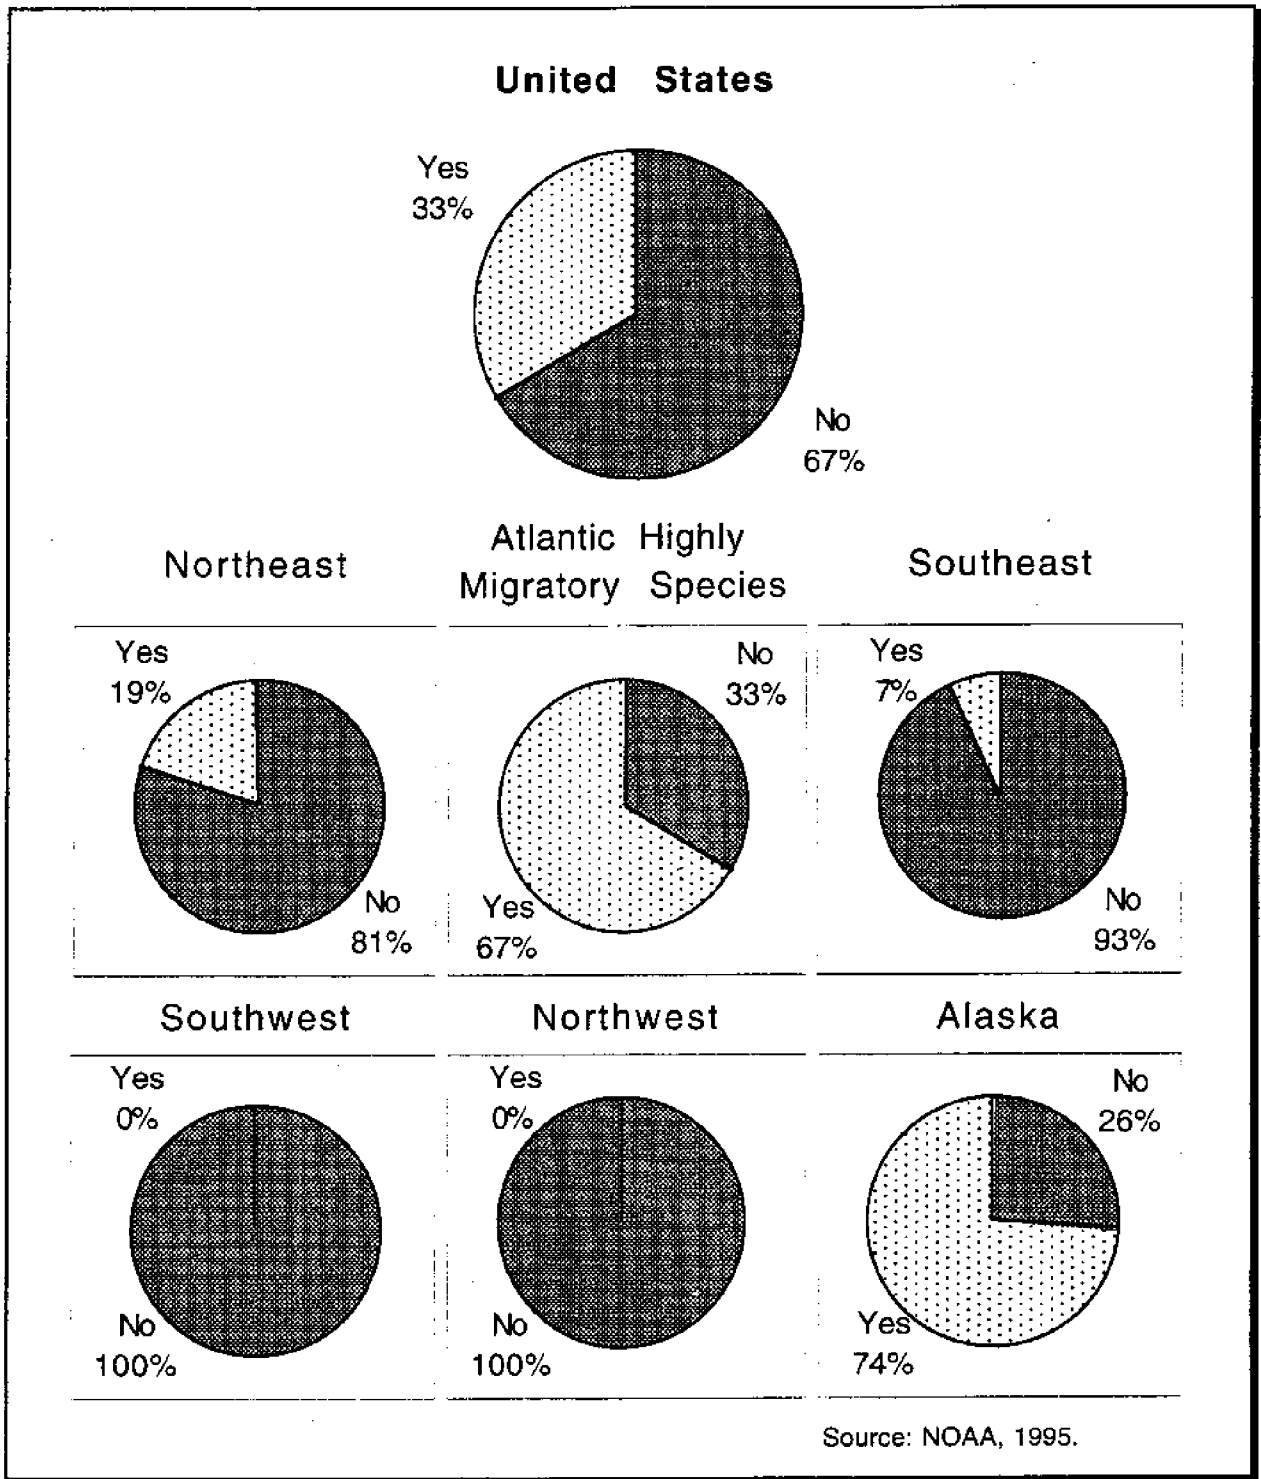 United States
Yes
33%
No
67%
Northeast
Atlantic Highly
Migratory Species
Southeast
Yes
19%
No
81%
No
33%
Yes
67%
Yes
7%
No
93%
Southwest
Northwest
Alaska
Yes
0%
No
100%
Yes
0%
No
100%
No
26%
Yes
74%
Source: NOAA, 1995.